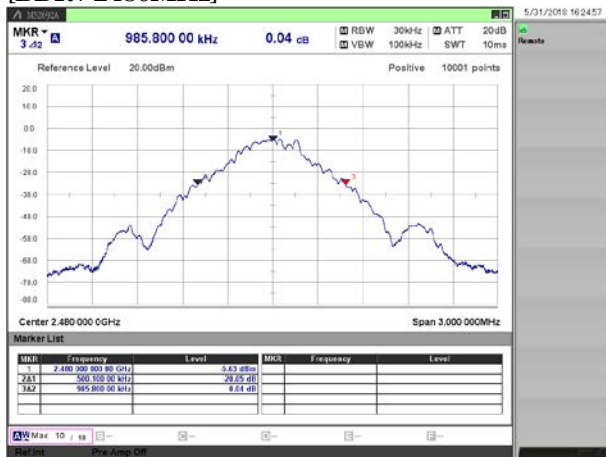 MS2692A
5/31/2018 16:24:57
MKR 3 Δ2 985.800 00 kHz 0.04 dB
RBW 30kHz ATT 20dB
VBW 100kHz SWT 10ms
Remote
Reference Level 20.00dBm Positive 10001 points
20.0
10.0
0.0
-10.0
-20.0
-30.0
-40.0
-50.0
-60.0
-70.0
-80.0
1
3
Center 2.480 000 0GHz Span 3.000 000MHz
Marker List
MKR Frequency Level MKR Frequency Level
1 2.480 000 000 00 GHz -5.63 dBm
2Δ1 500.100 00 kHz -20.05 dB
3Δ2 985.800 00 kHz 0.04 dB
Max 10 / 10
Ref.Int Pre-Amp Off